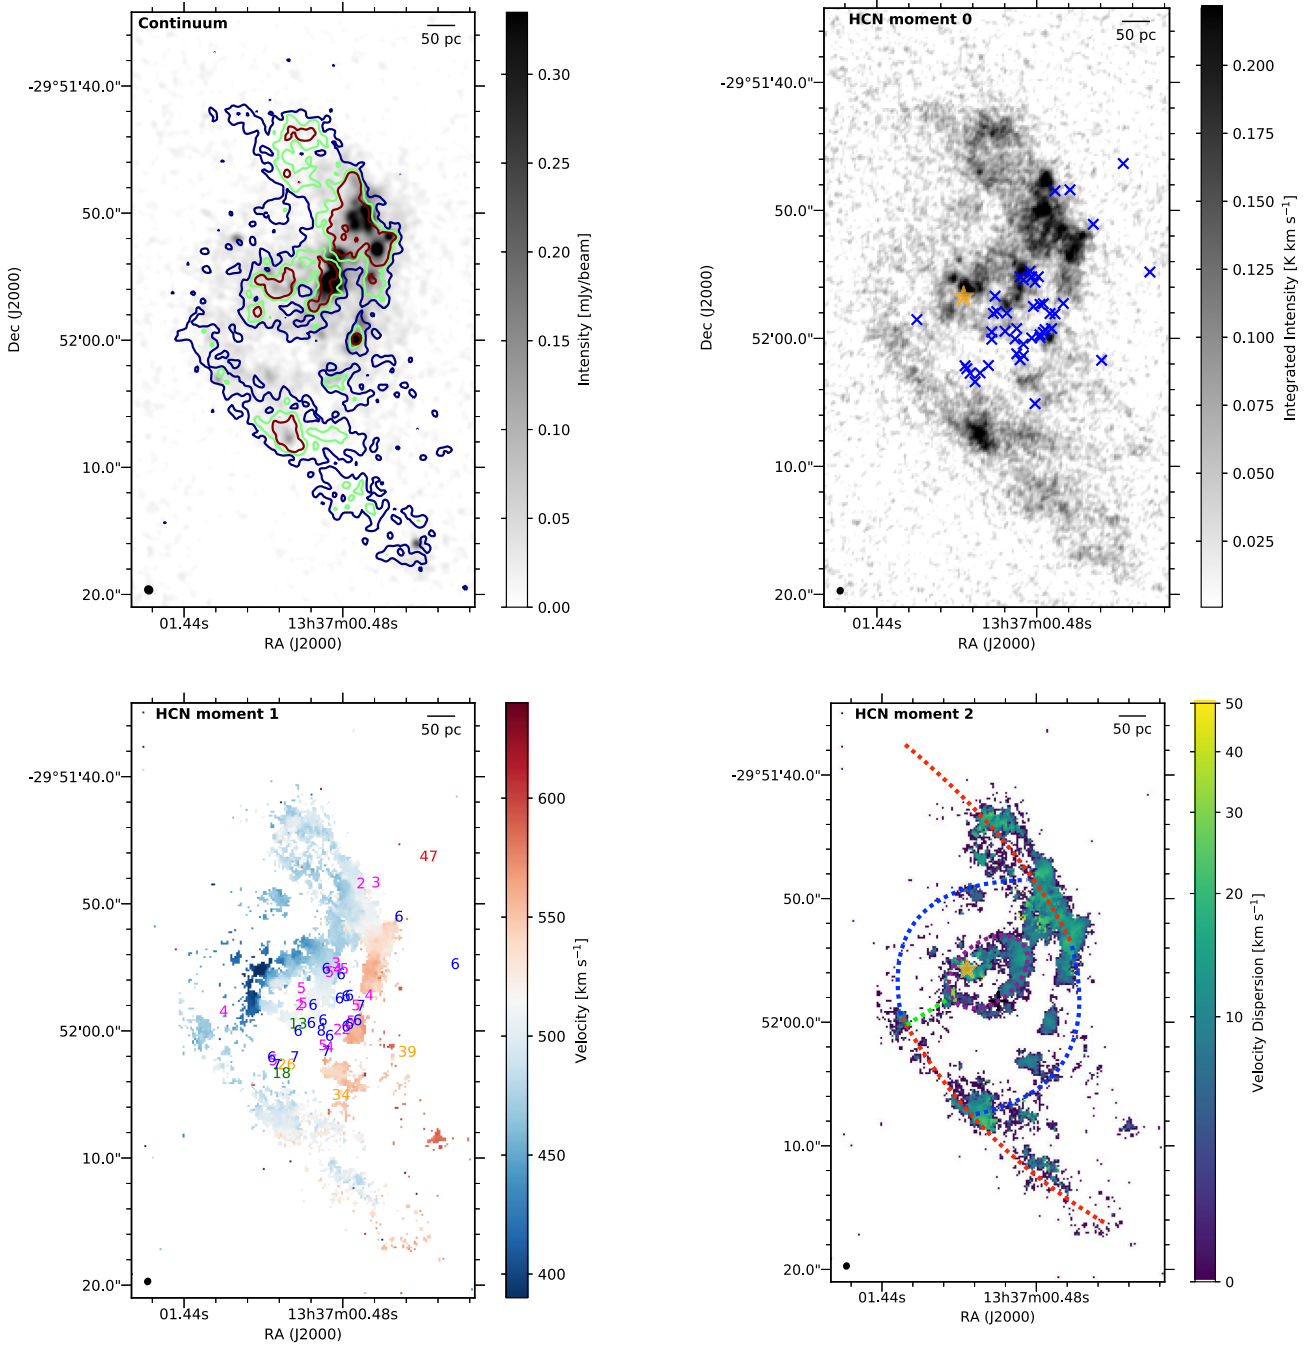 Continuum
50 pc
-29°51'40.0"
50.0"
52'00.0"
10.0"
20.0"
Dec (J2000)
01.44s
13h37m00.48s
RA (J2000)
0.30
0.25
0.20
0.15
0.10
0.05
0.00
Intensity [mJy/beam]
HCN moment 0
50 pc
-29°51'40.0"
50.0"
52'00.0"
10.0"
20.0"
Dec (J2000)
01.44s
13h37m00.48s
RA (J2000)
0.200
0.175
0.150
0.125
0.100
0.075
0.050
0.025
Integrated Intensity [K km s⁻¹]
HCN moment 1
50 pc
-29°51'40.0"
50.0"
52'00.0"
10.0"
20.0"
01.44s
13h37m00.48s
RA (J2000)
47
2
3
6
6
3
4
4
13
39
26
18
34
600
550
500
450
400
Velocity [km s⁻¹]
HCN moment 2
50 pc
-29°51'40.0"
50.0"
52'00.0"
10.0"
20.0"
01.44s
13h37m00.48s
RA (J2000)
50
40
30
20
10
0
Velocity Dispersion [km s⁻¹]